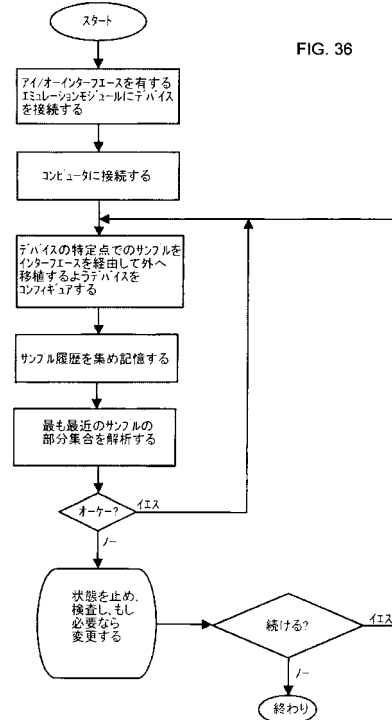 スタート
FIG. 36
アイ/オーインターフエースを有する
エミュレーションモジュールにデバイス
を接続する
コンピュータに接続する
デバイスの特定点でのサンプルを
インターフエースを経由して外へ
移植するようデバイスを
コンフィギュアする
サンプル履歴を集め記憶する
最も最近のサンプルの
部分集合を解析する
オーケー?
イエス
ノー
状態を止め、
検査し、もし
必要なら
変更する
続ける?
イエス
ノー
終わり